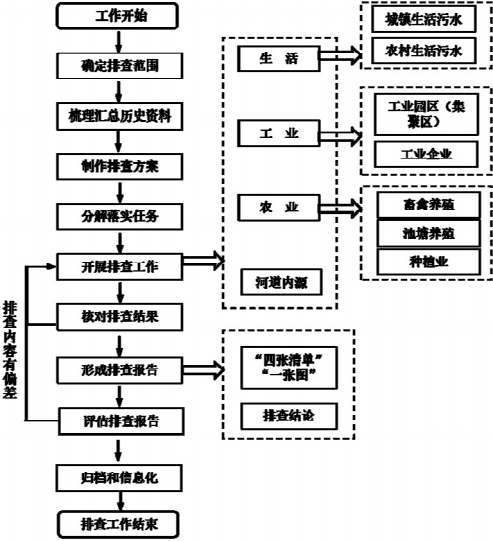 工作开始
确定排查范围
梳理汇总历史资料
制作排查方案
分解落实任务
开展排查工作
核对排查结果
形成排查报告
评估排查报告
归档和信息化
排查工作结束
排查内容有偏差
生 活
工 业
农 业
河道内源
“四张清单”
“一张图”
排查结论
城镇生活污水
农村生活污水
工业园区（集
聚区）
工业企业
畜禽养殖
池塘养殖
种植业